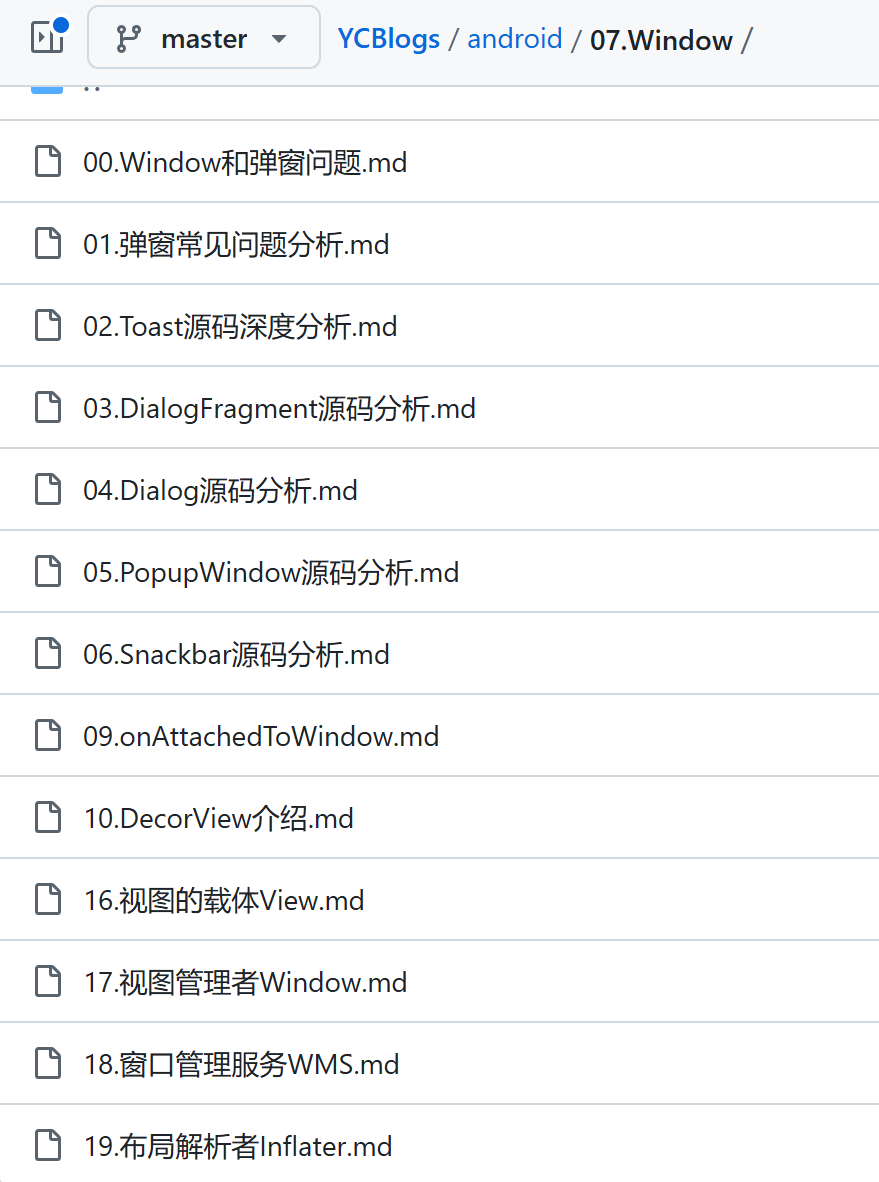 master YCBlogs / android / 07.Window /
..
00.Window和弹窗问题.md
01.弹窗常见问题分析.md
02.Toast源码深度分析.md
03.DialogFragment源码分析.md
04.Dialog源码分析.md
05.PopupWindow源码分析.md
06.Snackbar源码分析.md
09.onAttachedToWindow.md
10.DecorView介绍.md
16.视图的载体View.md
17.视图管理者Window.md
18.窗口管理服务WMS.md
19.布局解析者Inflater.md